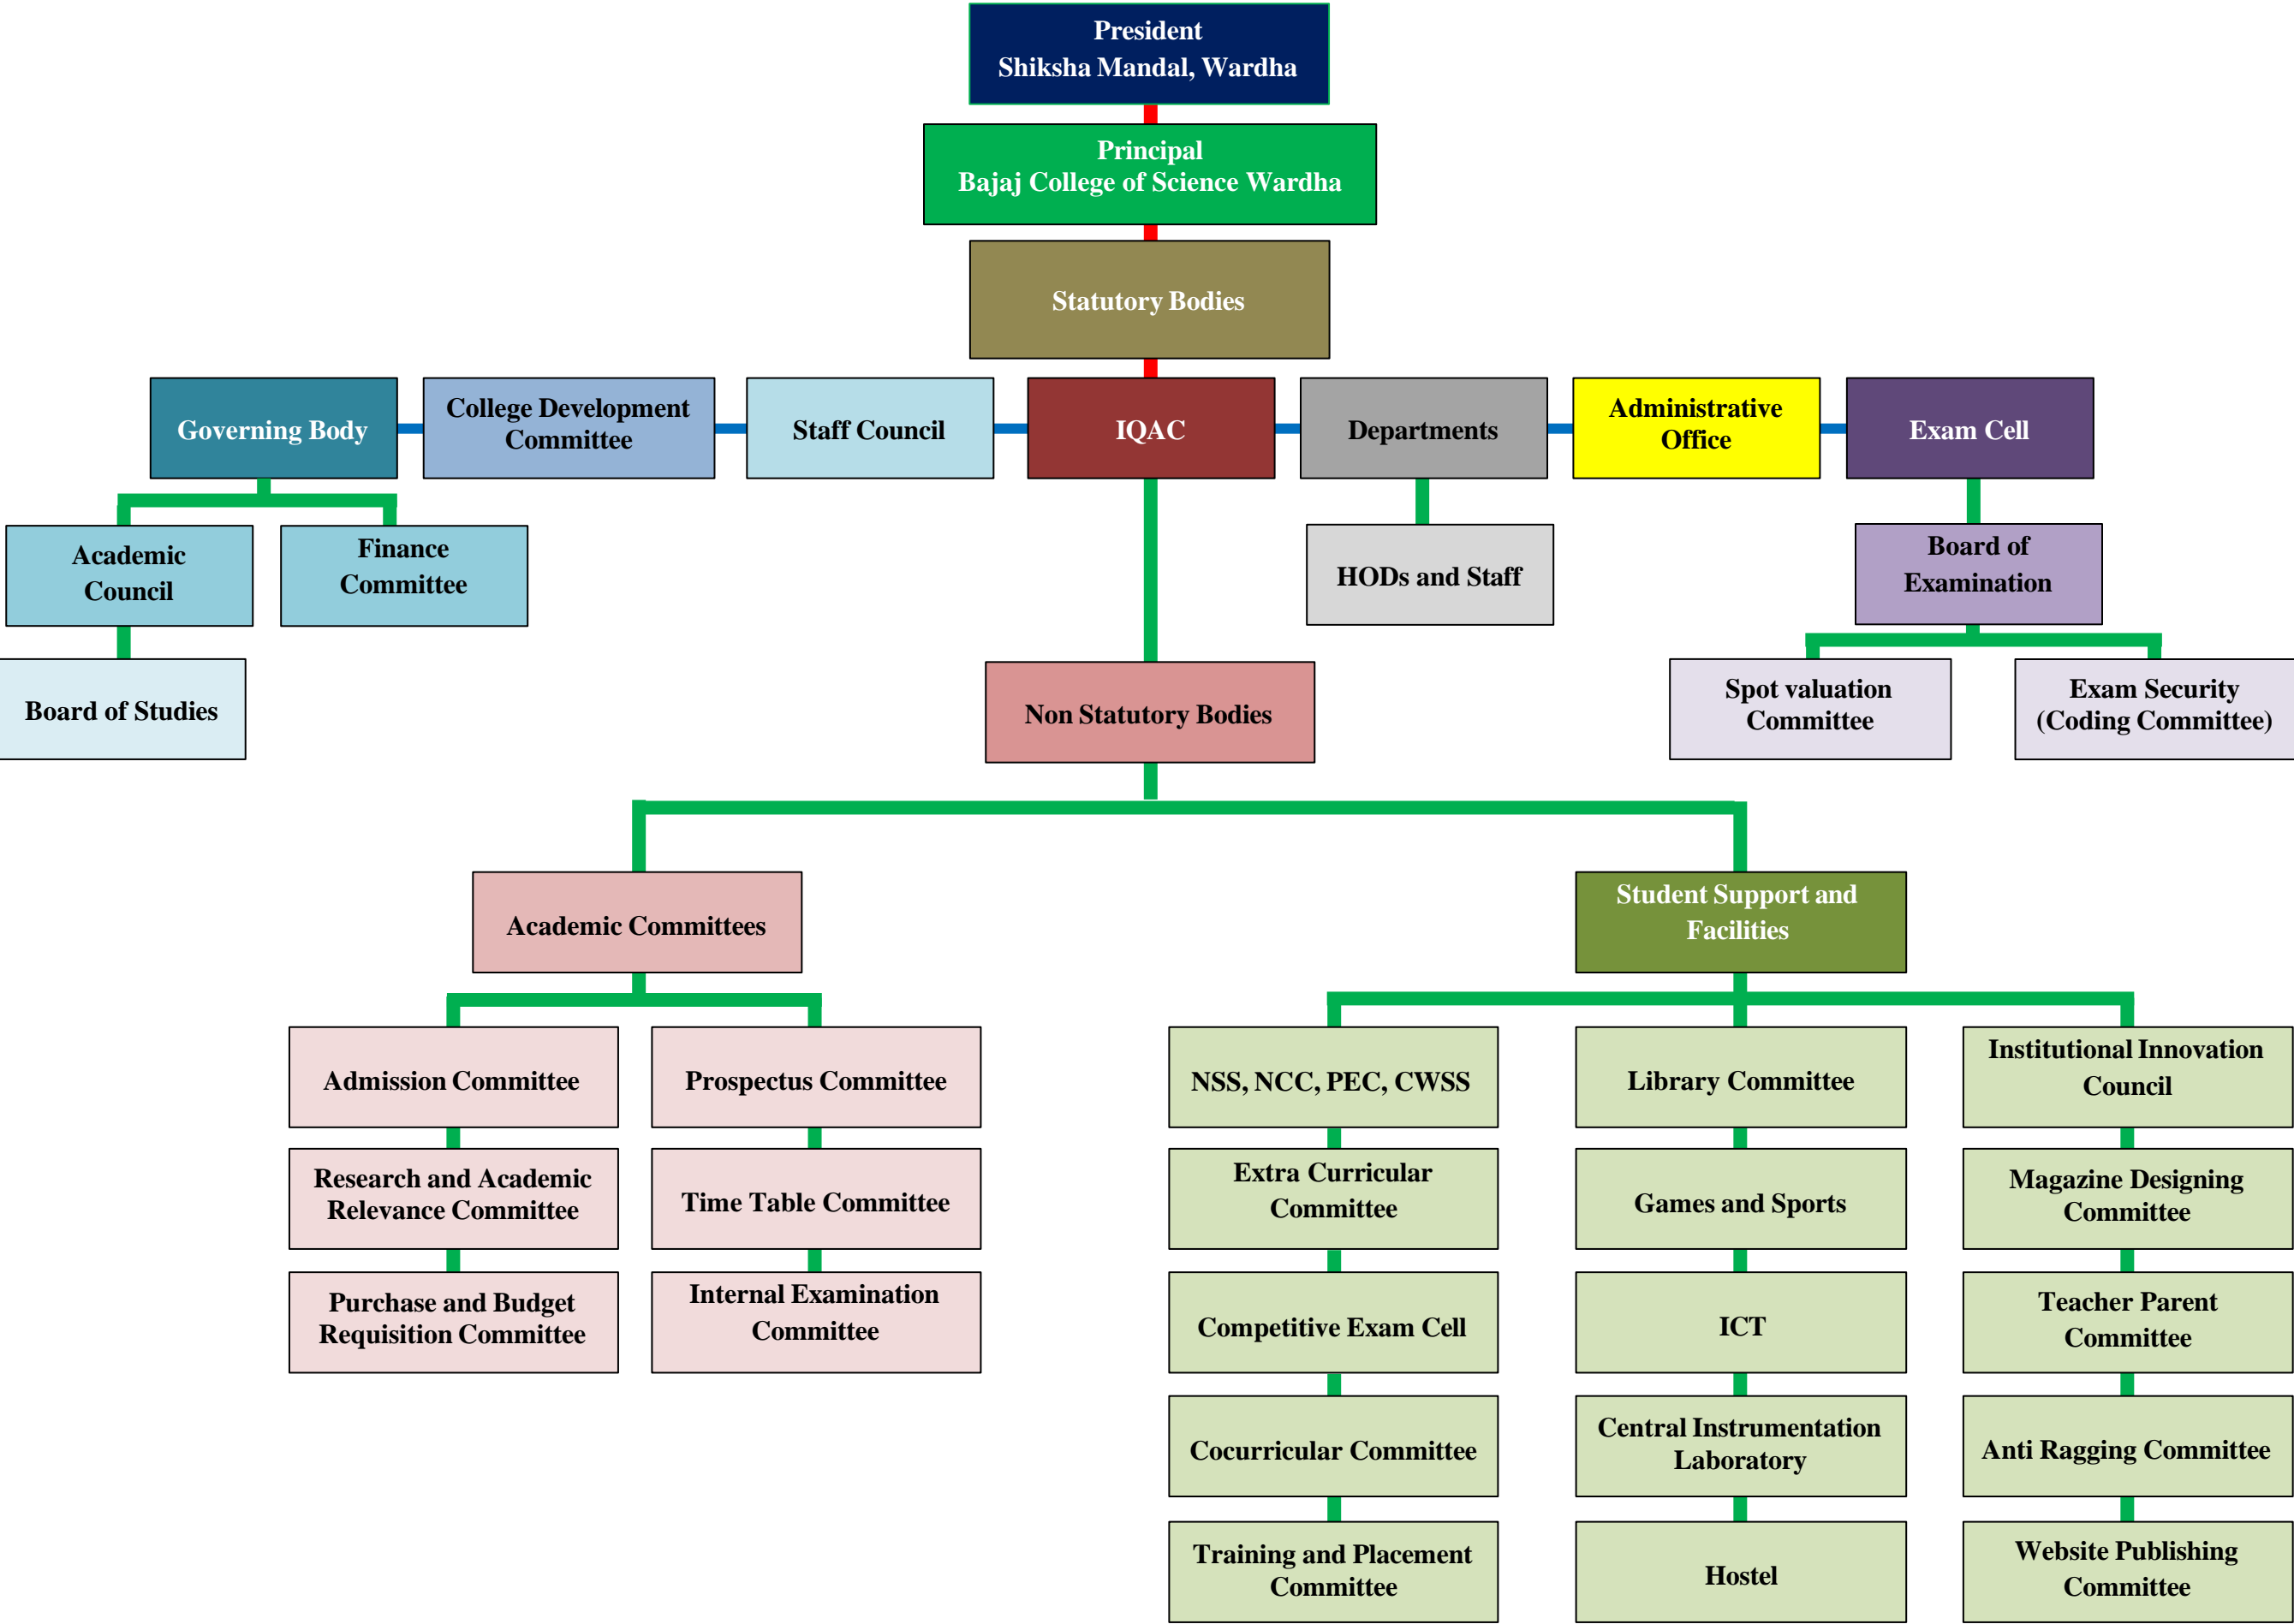 President
Shiksha Mandal, Wardha
Principal
Bajaj College of Science Wardha
Statutory Bodies
Governing Body
College Development
Committee
Staff Council
IQAC
Departments
Administrative
Office
Exam Cell
Academic
Council
Finance
Committee
HODs and Staff
Board of
Examination
Board of Studies
Non Statutory Bodies
Spot valuation
Committee
Exam Security
(Coding Committee)
Academic Committees
Student Support and
Facilities
Admission Committee
Prospectus Committee
NSS, NCC, PEC, CWSS
Library Committee
Institutional Innovation
Council
Research and Academic
Relevance Committee
Time Table Committee
Extra Curricular
Committee
Games and Sports
Magazine Designing
Committee
Purchase and Budget
Requisition Committee
Internal Examination
Committee
Competitive Exam Cell
ICT
Teacher Parent
Committee
Cocurricular Committee
Central Instrumentation
Laboratory
Anti Ragging Committee
Training and Placement
Committee
Hostel
Website Publishing
Committee